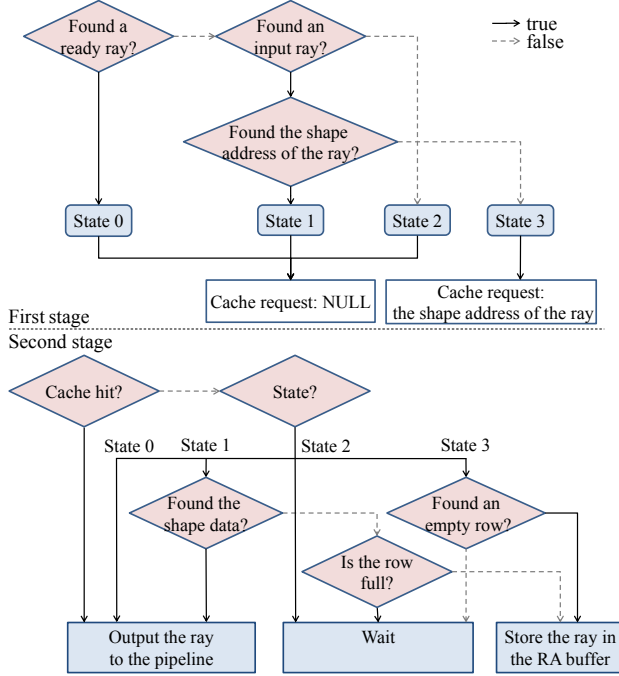 Found a
ready ray?
Found an
input ray?
true
false
Found the shape
address of the ray?
State 0
State 1
State 2
State 3
Cache request: NULL
Cache request:
the shape address of the ray
First stage
Second stage
Cache hit?
State?
State 0
State 1
State 2
State 3
Found the
shape data?
Found an
empty row?
Is the row
full?
Output the ray
to the pipeline
Wait
Store the ray in
the RA buffer